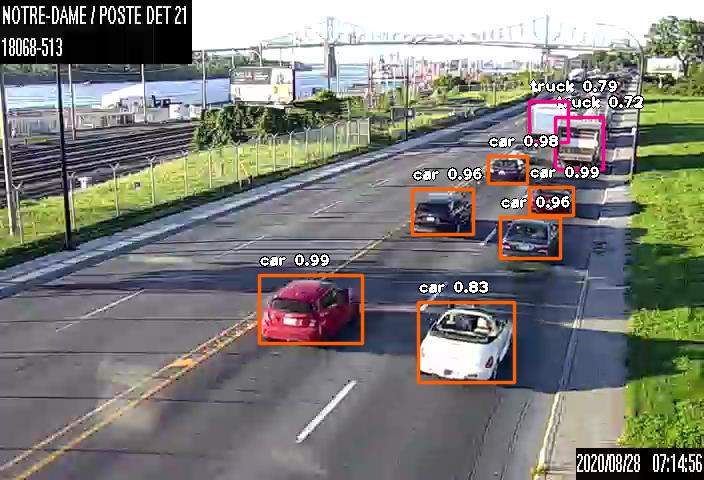 NOTRE-DAME / POSTE DET 21
18068-513
truck 0.79
truck 0.72
car 0.98
car 0.96
car 0.99
car 0.96
car 0.99
car 0.83
2020/08/28 07:14:56